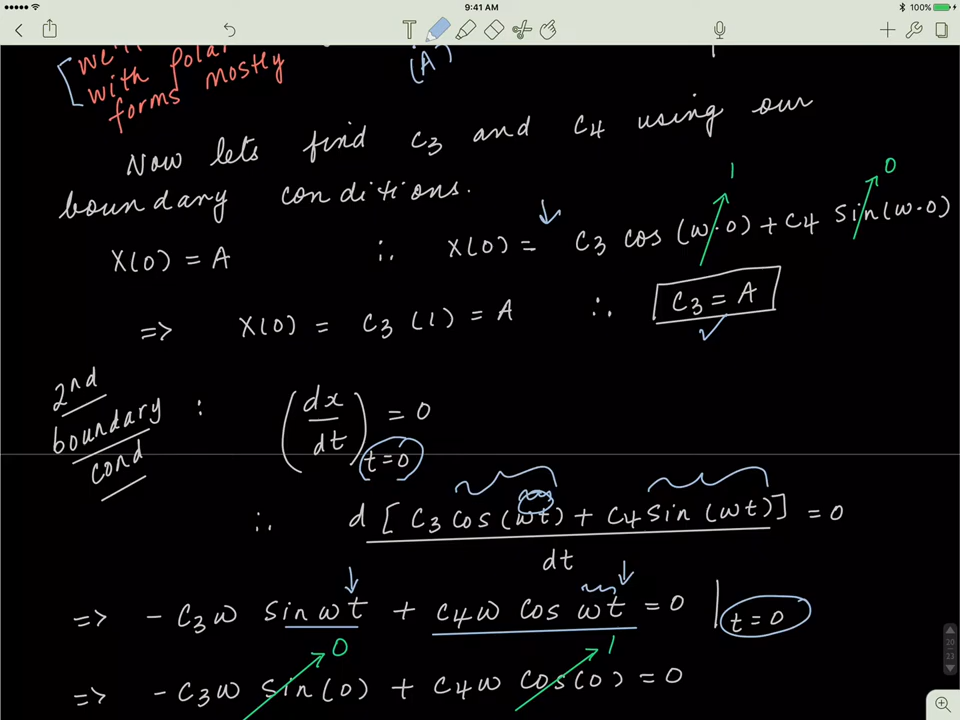 9:41 AM
100%
T
[we'll
with polar
forms mostly
(A)
Now lets find C3 and C4 using our
boundary conditions.
X(0) = A ∴ X(0) = C3 cos (ω·0) + C4 sin(ω·0)
1
0
=> X(0) = C3 (1) = A ∴ C3 = A
✓
2nd
boundary
cond
: (dx/dt) t=0 = 0
∴ d [C3 cos(ωt) + C4 Sin (ωt)] = 0
dt
=> - C3ω sin ωt + C4ω cos ωt = 0 | t = 0
0
1
=> - C3ω sin(0) + C4ω cos(0) = 0